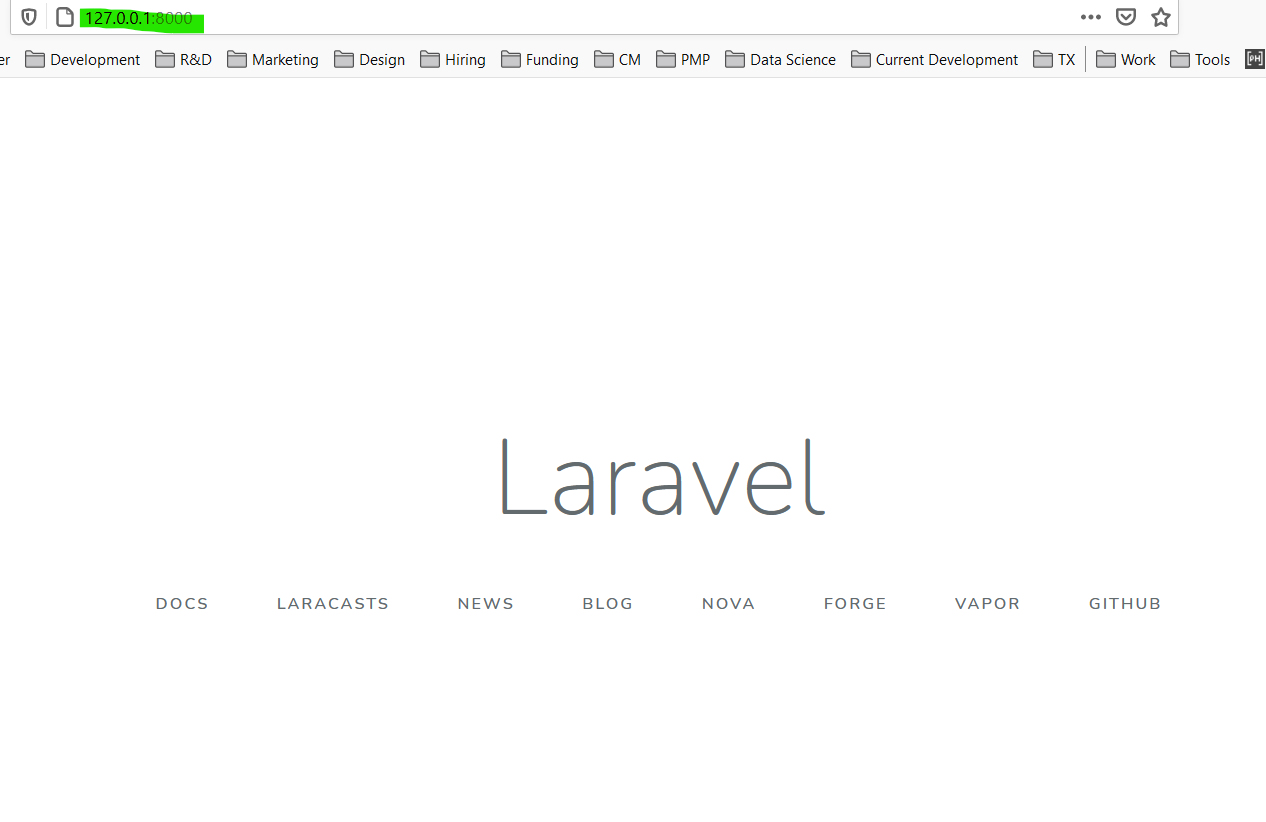 127.0.0.1:8000
er Development R&D Marketing Design Hiring Funding CM PMP Data Science Current Development TX Work Tools PH
Laravel
DOCS LARACASTS NEWS BLOG NOVA FORGE VAPOR GITHUB